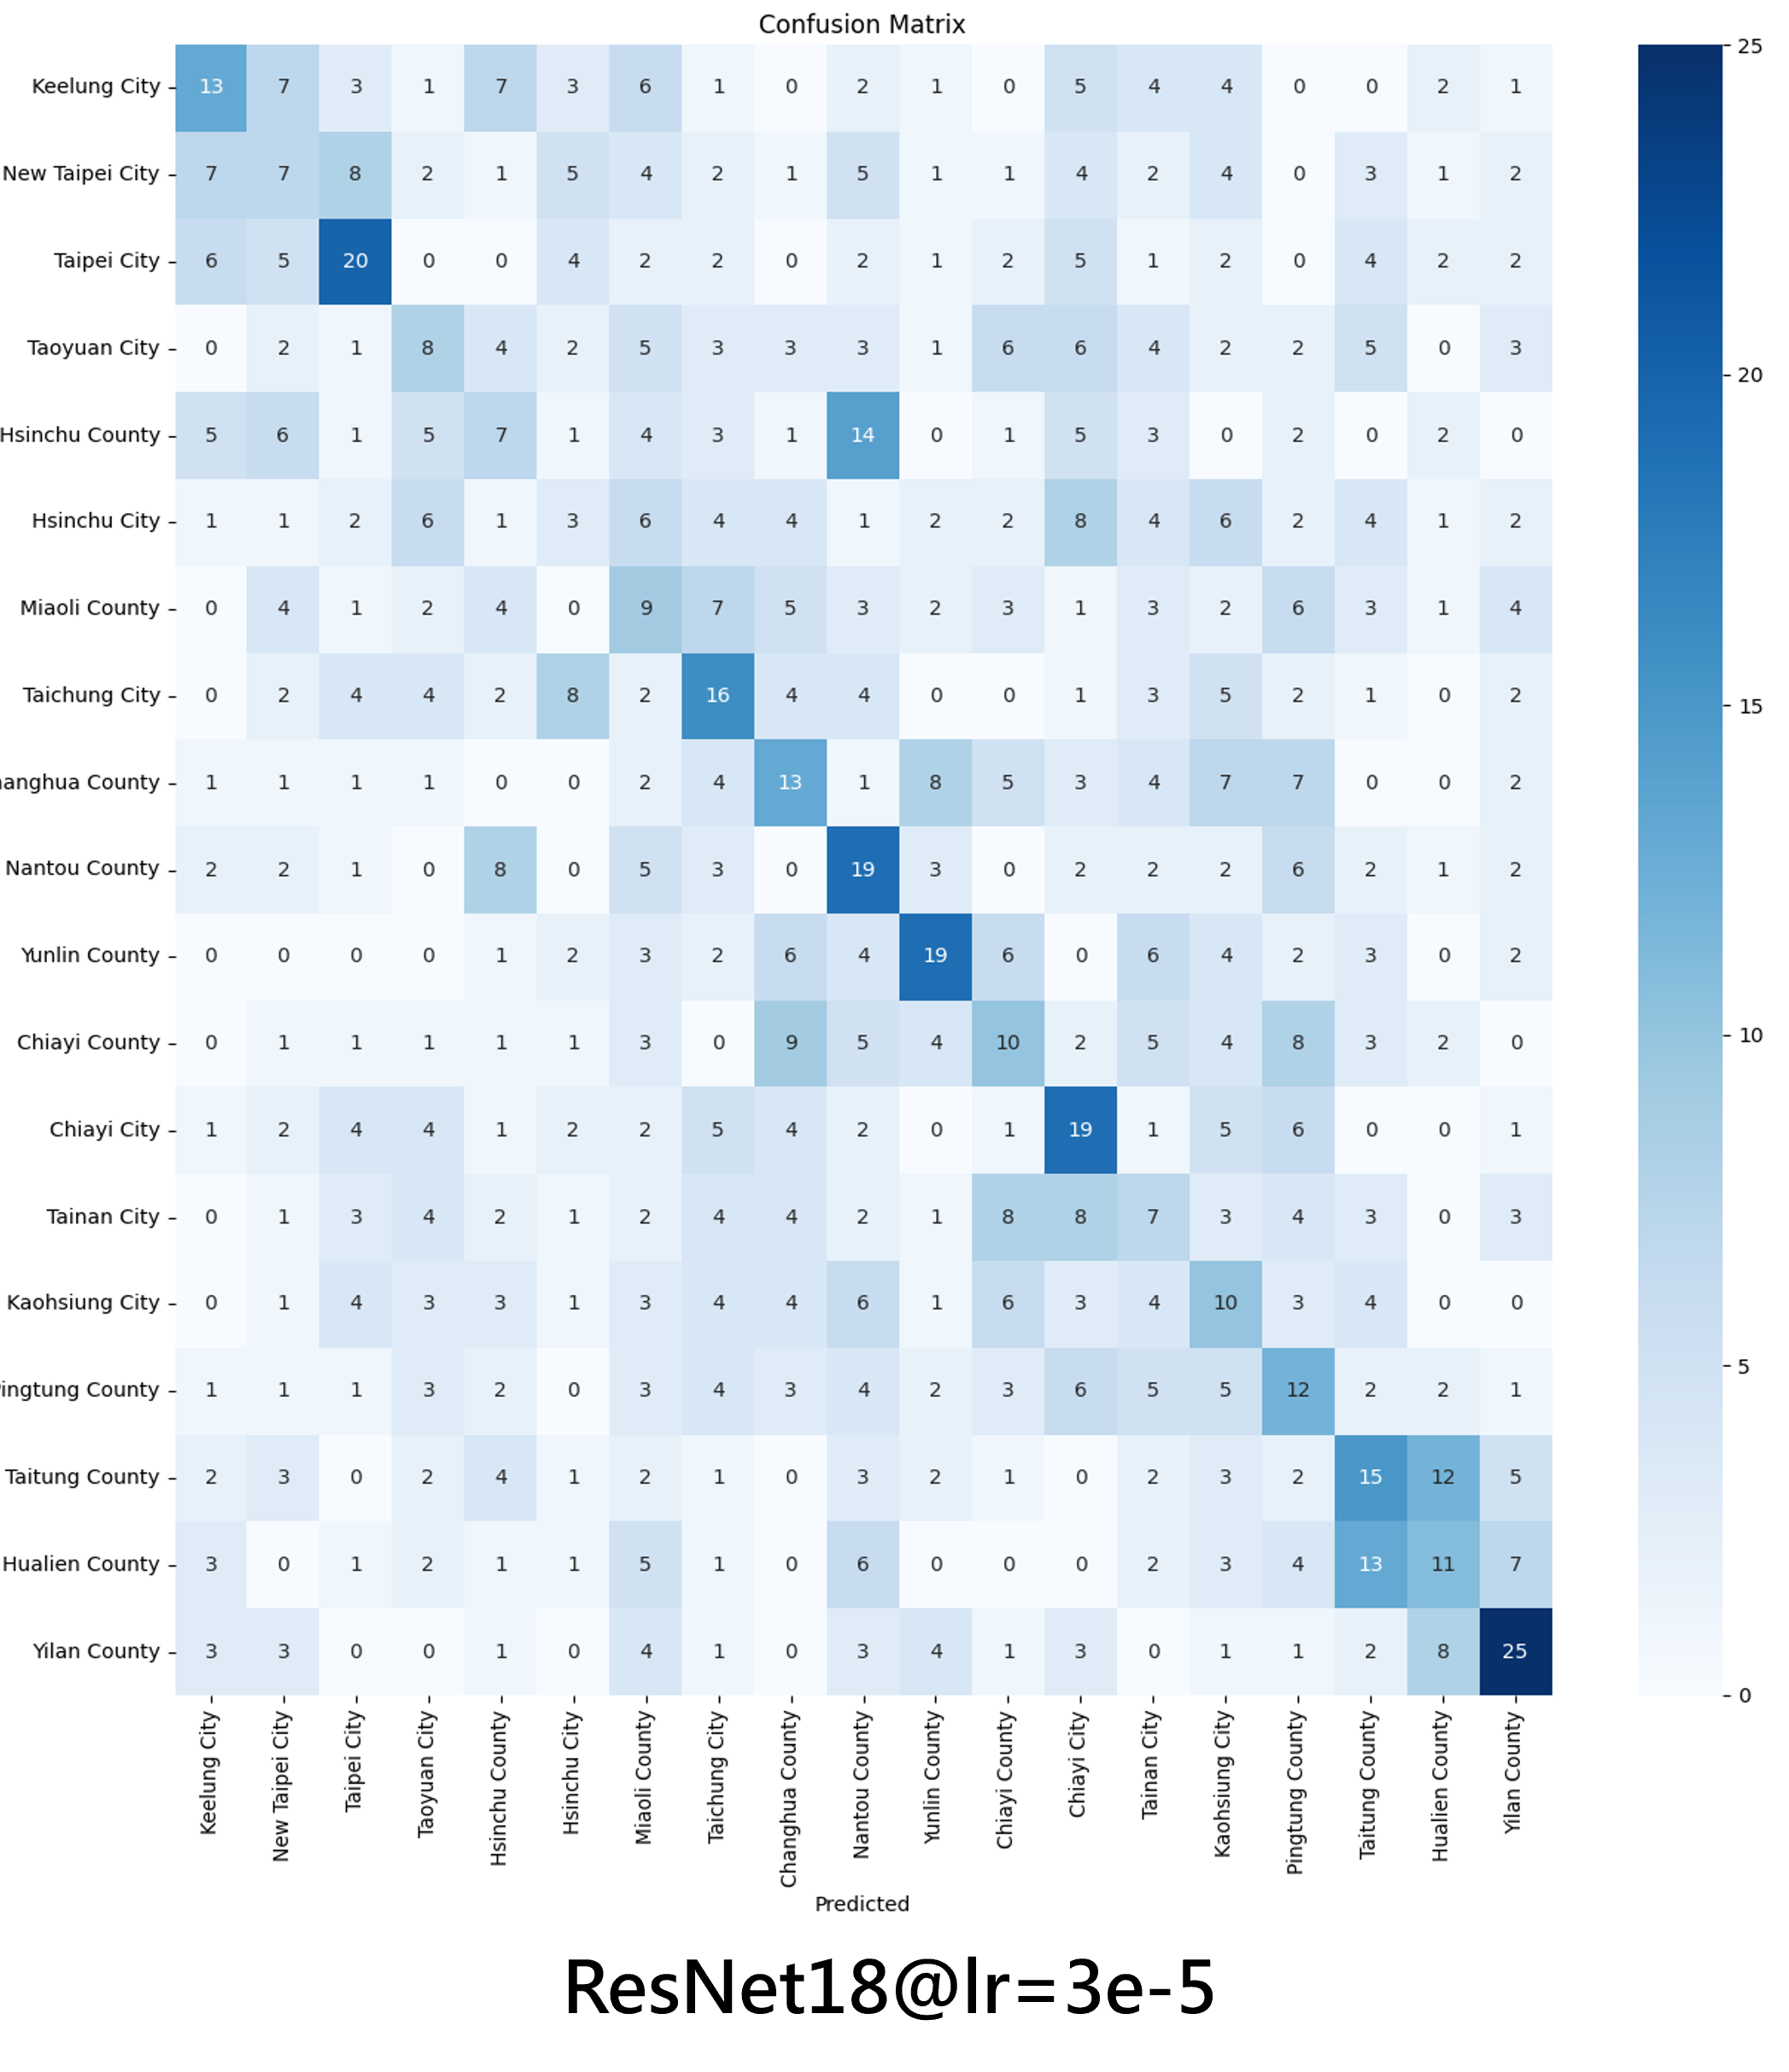 Confusion Matrix
Keelung City 13 7 3 1 7 3 6 1 0 2 1 0 5 4 4 0 0 2 1
New Taipei City 7 7 8 2 1 5 4 2 1 5 1 1 4 2 4 0 3 1 2
Taipei City 6 5 20 0 0 4 2 2 0 2 1 2 5 1 2 0 4 2 2
Taoyuan City 0 2 1 8 4 2 5 3 3 3 1 6 6 4 2 2 5 0 3
Hsinchu County 5 6 1 5 7 1 4 3 1 14 0 1 5 3 0 2 0 2 0
Hsinchu City 1 1 2 6 1 3 6 4 4 1 2 2 8 4 6 2 4 1 2
Miaoli County 0 4 1 2 4 0 9 7 5 3 2 3 1 3 2 6 3 1 4
Taichung City 0 2 4 4 2 8 2 16 4 4 0 0 1 3 5 2 1 0 2
anghua County 1 1 1 1 0 0 2 4 13 1 8 5 3 4 7 7 0 0 2
Nantou County 2 2 1 0 8 0 5 3 0 19 3 0 2 2 2 6 2 1 2
Yunlin County 0 0 0 0 1 2 3 2 6 4 19 6 0 6 4 2 3 0 2
Chiayi County 0 1 1 1 1 1 3 0 9 5 4 10 2 5 4 8 3 2 0
Chiayi City 1 2 4 4 1 2 2 5 4 2 0 1 19 1 5 6 0 0 1
Tainan City 0 1 3 4 2 1 2 4 4 2 1 8 8 7 3 4 3 0 3
Kaohsiung City 0 1 4 3 3 1 3 4 4 6 1 6 3 4 10 3 4 0 0
ingtung County 1 1 1 3 2 0 3 4 3 4 2 3 6 5 5 12 2 2 1
Taitung County 2 3 0 2 4 1 2 1 0 3 2 1 0 2 3 2 15 12 5
Hualien County 3 0 1 2 1 1 5 1 0 6 0 0 0 2 3 4 13 11 7
Yilan County 3 3 0 0 1 0 4 1 0 3 4 1 3 0 1 1 2 8 25
Keelung City
New Taipei City
Taipei City
Taoyuan City
Hsinchu County
Hsinchu City
Miaoli County
Taichung City
Changhua County
Nantou County
Yunlin County
Chiayi County
Chiayi City
Tainan City
Kaohsiung City
Pingtung County
Taitung County
Hualien County
Yilan County
Predicted
25
20
15
10
5
0
ResNet18@lr=3e-5